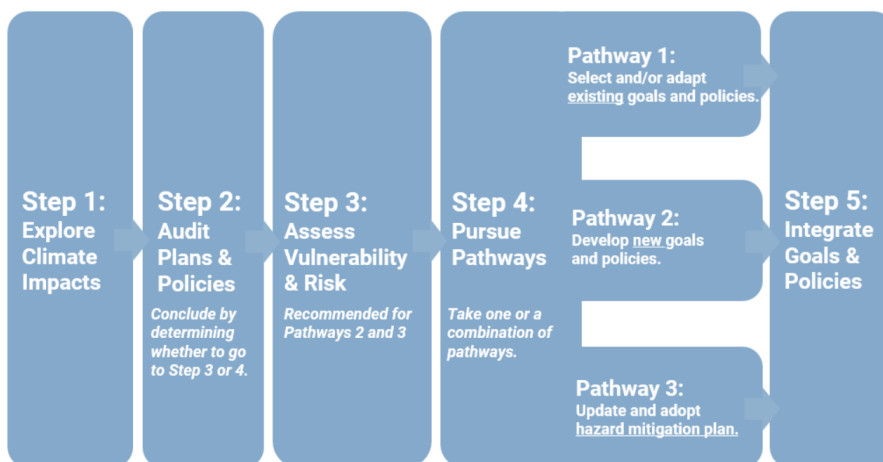 Step 1:
Explore
Climate
Impacts
Step 2:
Audit
Plans &
Policies
Conclude by
determining
whether to go
to Step 3 or 4.
Step 3:
Assess
Vulnerability
& Risk
Recommended for
Pathways 2 and 3
Step 4:
Pursue
Pathways
Take one or a
combination of
pathways.
Pathway 1:
Select and/or adapt
existing goals and policies.
Pathway 2:
Develop new goals
and policies.
Pathway 3:
Update and adopt
hazard mitigation plan.
Step 5:
Integrate
Goals &
Policies